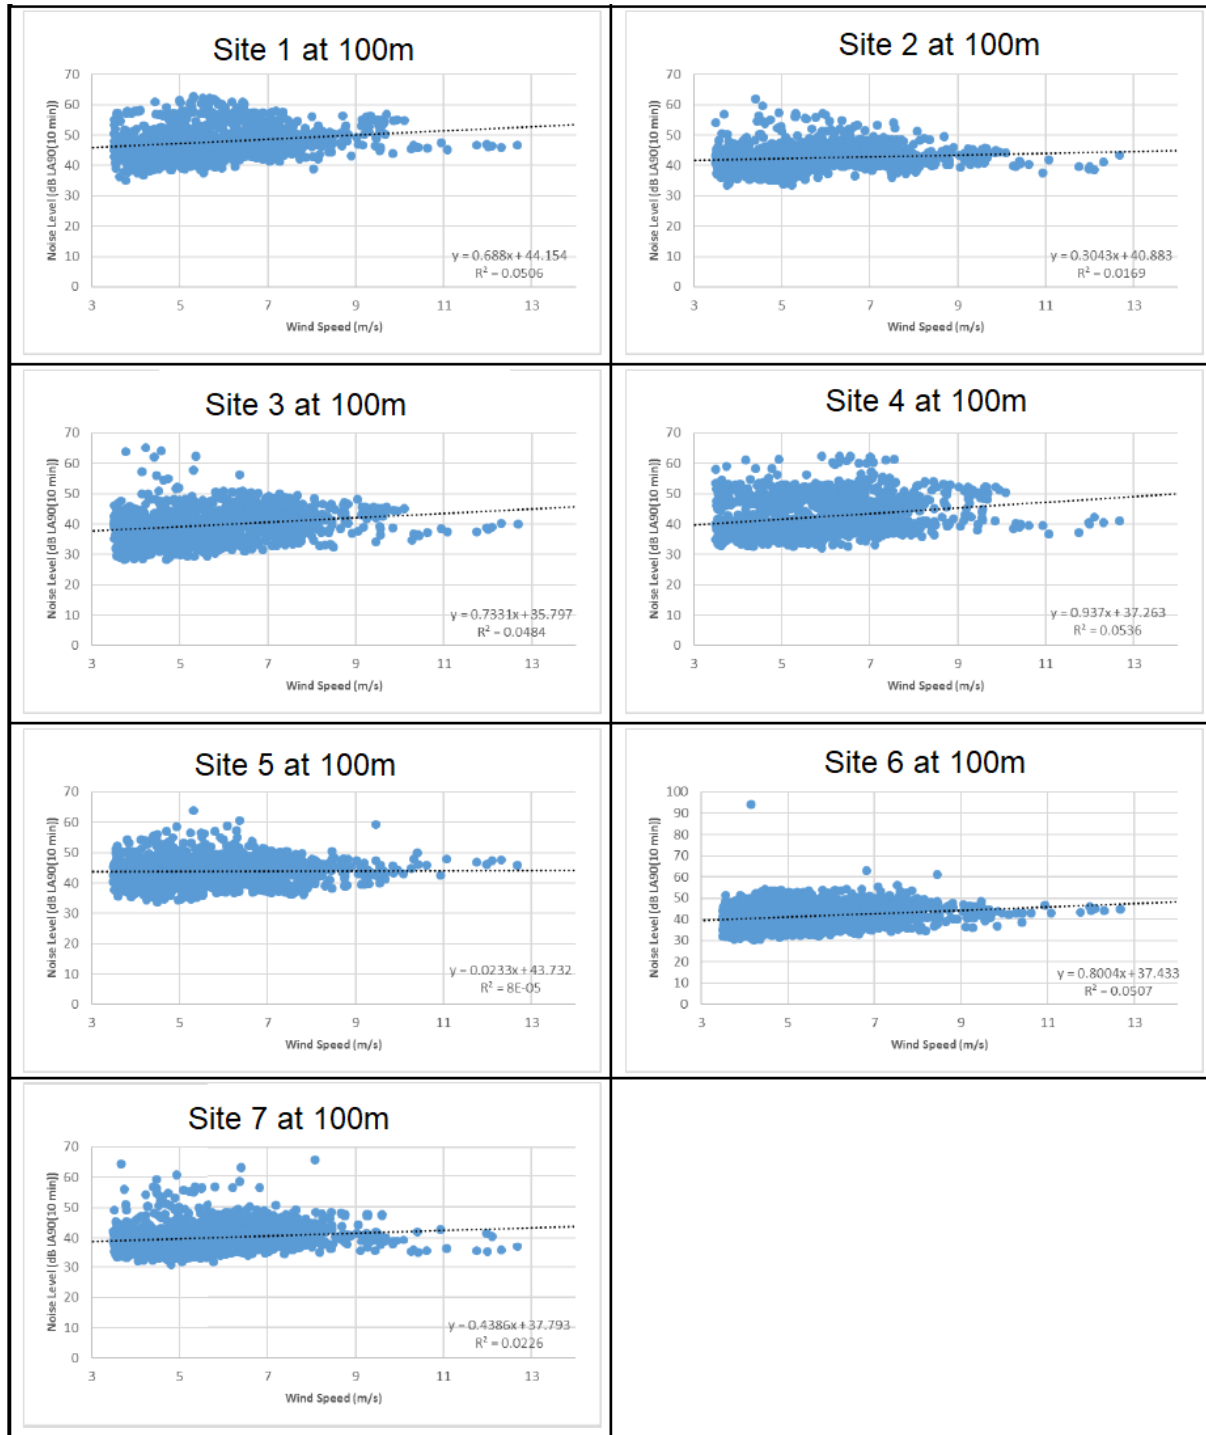 Site 1 at 100m
70
60
50
40
30
20
10
0
Noise Level [dB LA90(10 min)]
y = 0.688x + 44.154
R² = 0.0506
3 5 7 9 11 13
Wind Speed (m/s)
Site 2 at 100m
70
60
50
40
30
20
10
0
Noise Level [dB LA90(10 min)]
y = 0.3043x + 40.883
R² = 0.0169
3 5 7 9 11 13
Wind Speed (m/s)
Site 3 at 100m
70
60
50
40
30
20
10
0
Noise Level [dB LA90(10 min)]
y = 0.7331x + 35.797
R² = 0.0484
3 5 7 9 11 13
Wind Speed (m/s)
Site 4 at 100m
70
60
50
40
30
20
10
0
Noise Level [dB LA90(10 min)]
y = 0.937x + 37.263
R² = 0.0536
3 5 7 9 11 13
Wind Speed (m/s)
Site 5 at 100m
70
60
50
40
30
20
10
0
Noise Level [dB LA90(10 min)]
y = 0.0233x + 43.732
R² = 8E-05
3 5 7 9 11 13
Wind Speed (m/s)
Site 6 at 100m
100
90
80
70
60
50
40
30
20
10
0
Noise Level [dB LA90(10 min)]
y = 0.8004x + 37.433
R² = 0.0507
3 5 7 9 11 13
Wind Speed (m/s)
Site 7 at 100m
70
60
50
40
30
20
10
0
Noise Level [dB LA90(10 min)]
y = 0.4386x + 37.793
R² = 0.0226
3 5 7 9 11 13
Wind Speed (m/s)